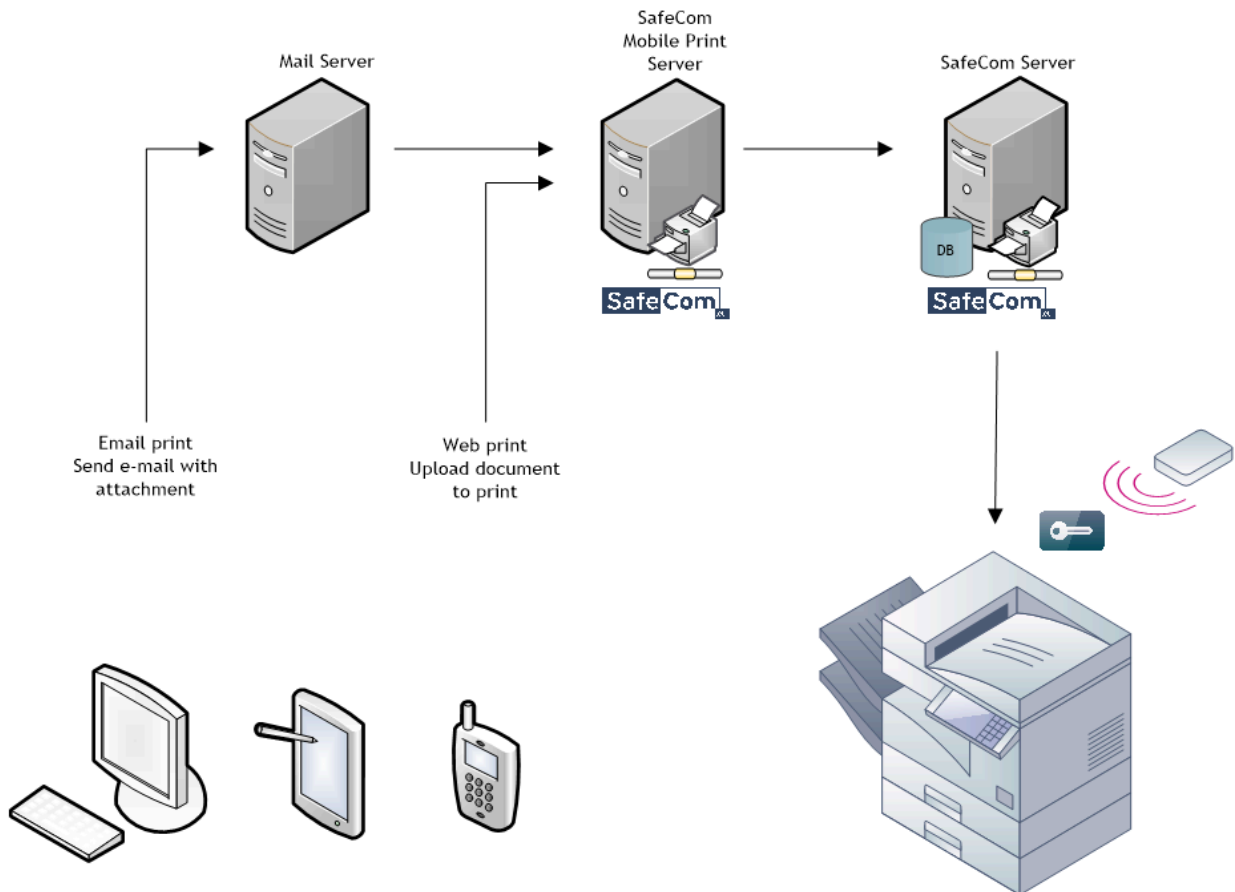 SafeCom
Mobile Print
Server
Mail Server
SafeCom Server
DB
SafeCom
SafeCom
Email print
Send e-mail with
attachment
Web print
Upload document
to print